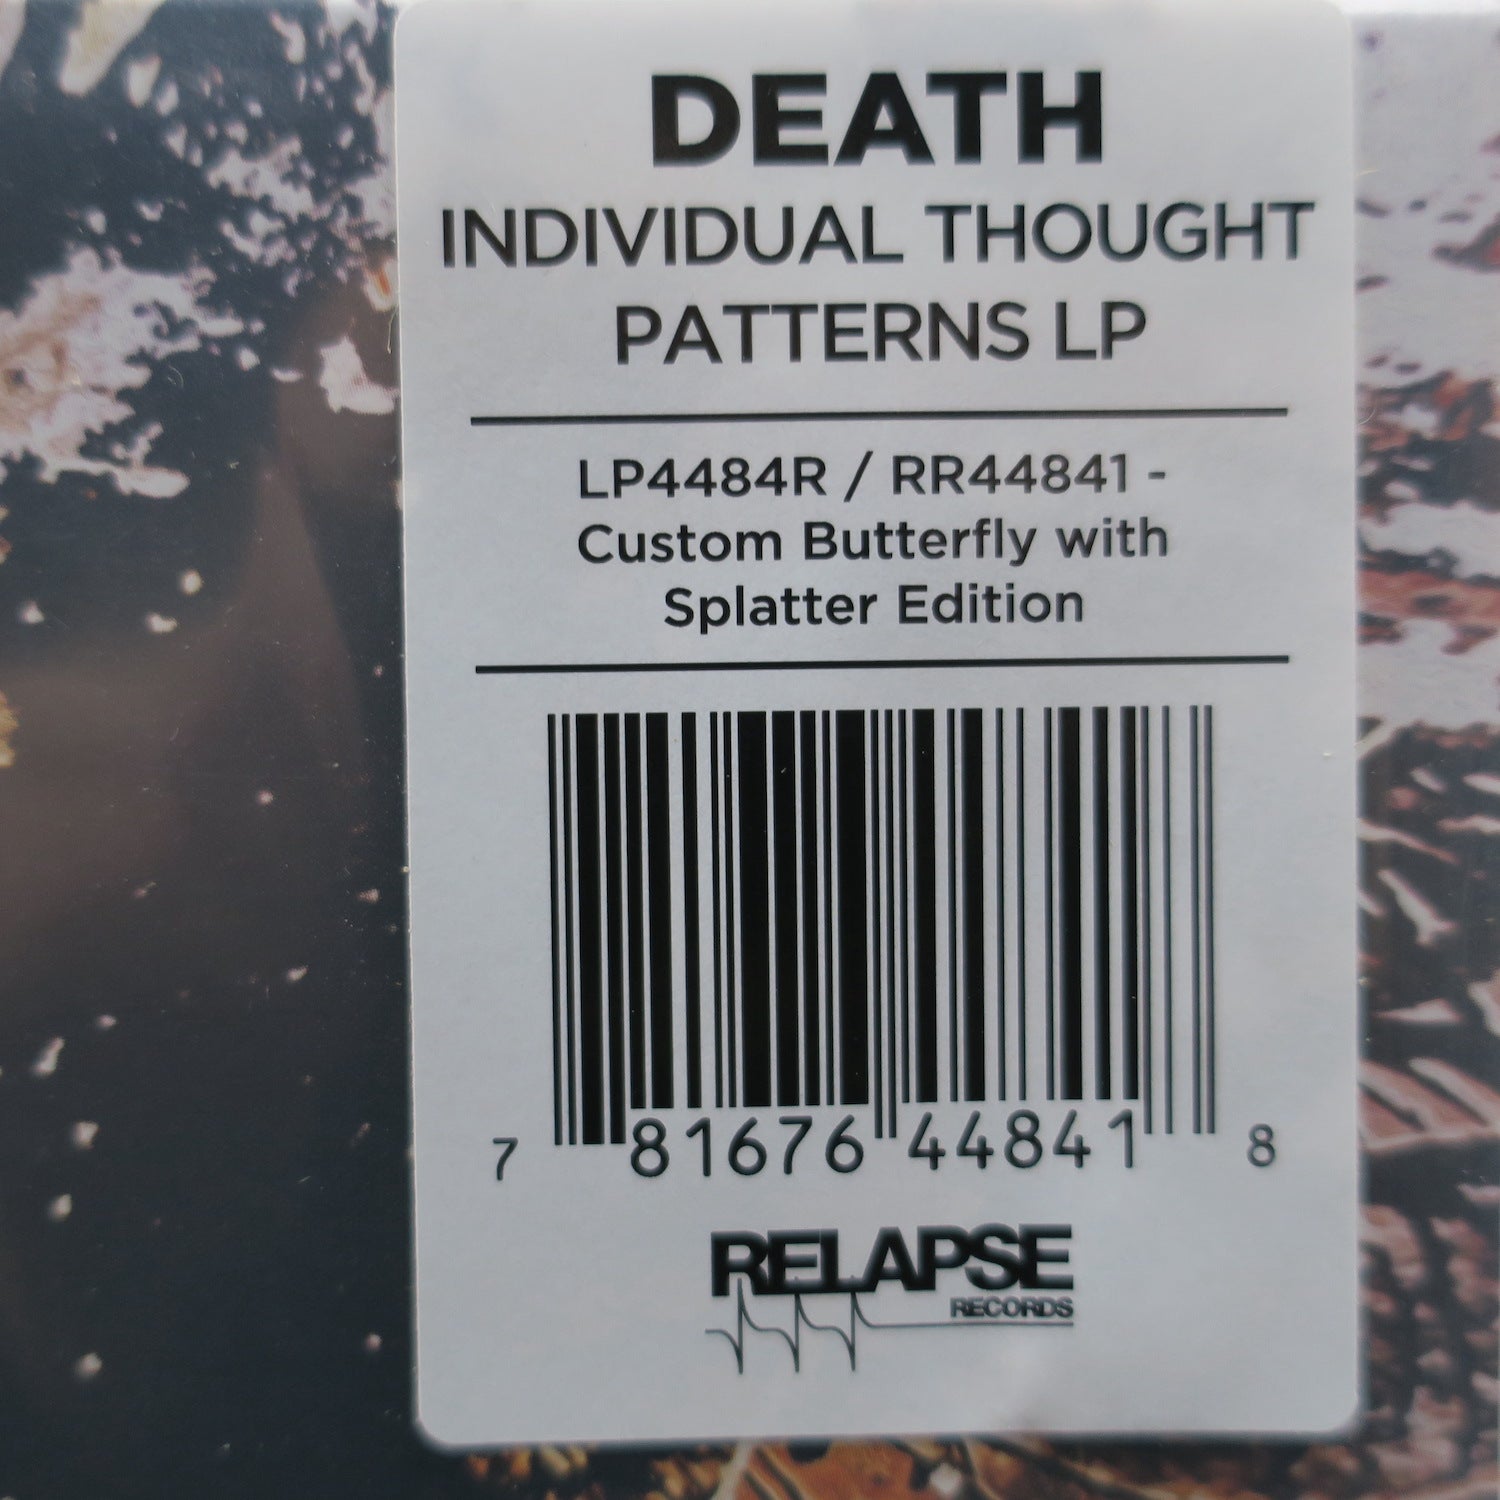 DEATH
INDIVIDUAL THOUGHT
PATTERNS LP
LP4484R / RR44841 -
Custom Butterfly with
Splatter Edition
7 81676 44841 8
RELAPSE
RECORDS